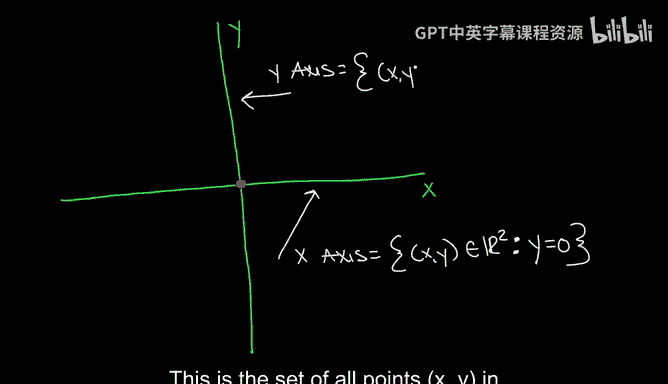 GPT中英字幕课程资源 bilibili
y
y Axis = {(x,y
x
x Axis = {(x,y) ∈ ℝ²: y=0}
This is the set of all points (x, y) in